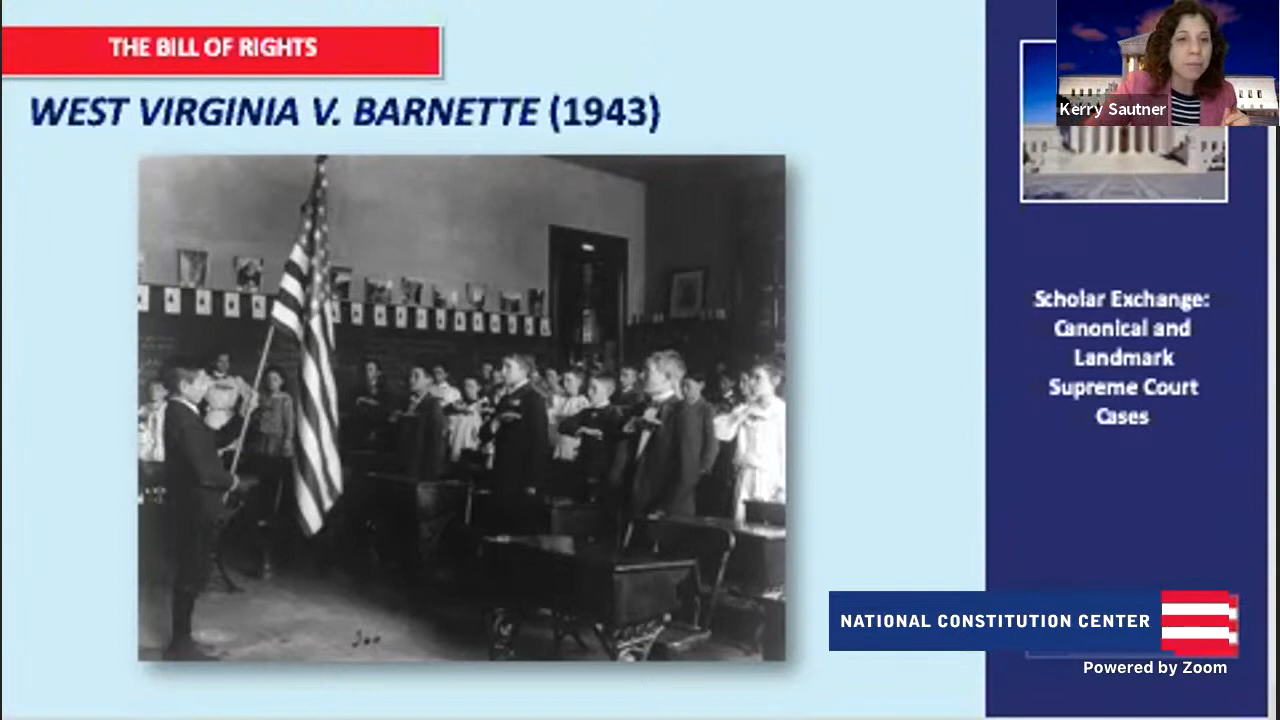 THE BILL OF RIGHTS
WEST VIRGINIA V. BARNETTE (1943)
Kerry Sautner
Scholar Exchange:
Canonical and
Landmark
Supreme Court
Cases
NATIONAL CONSTITUTION CENTER
Powered by Zoom